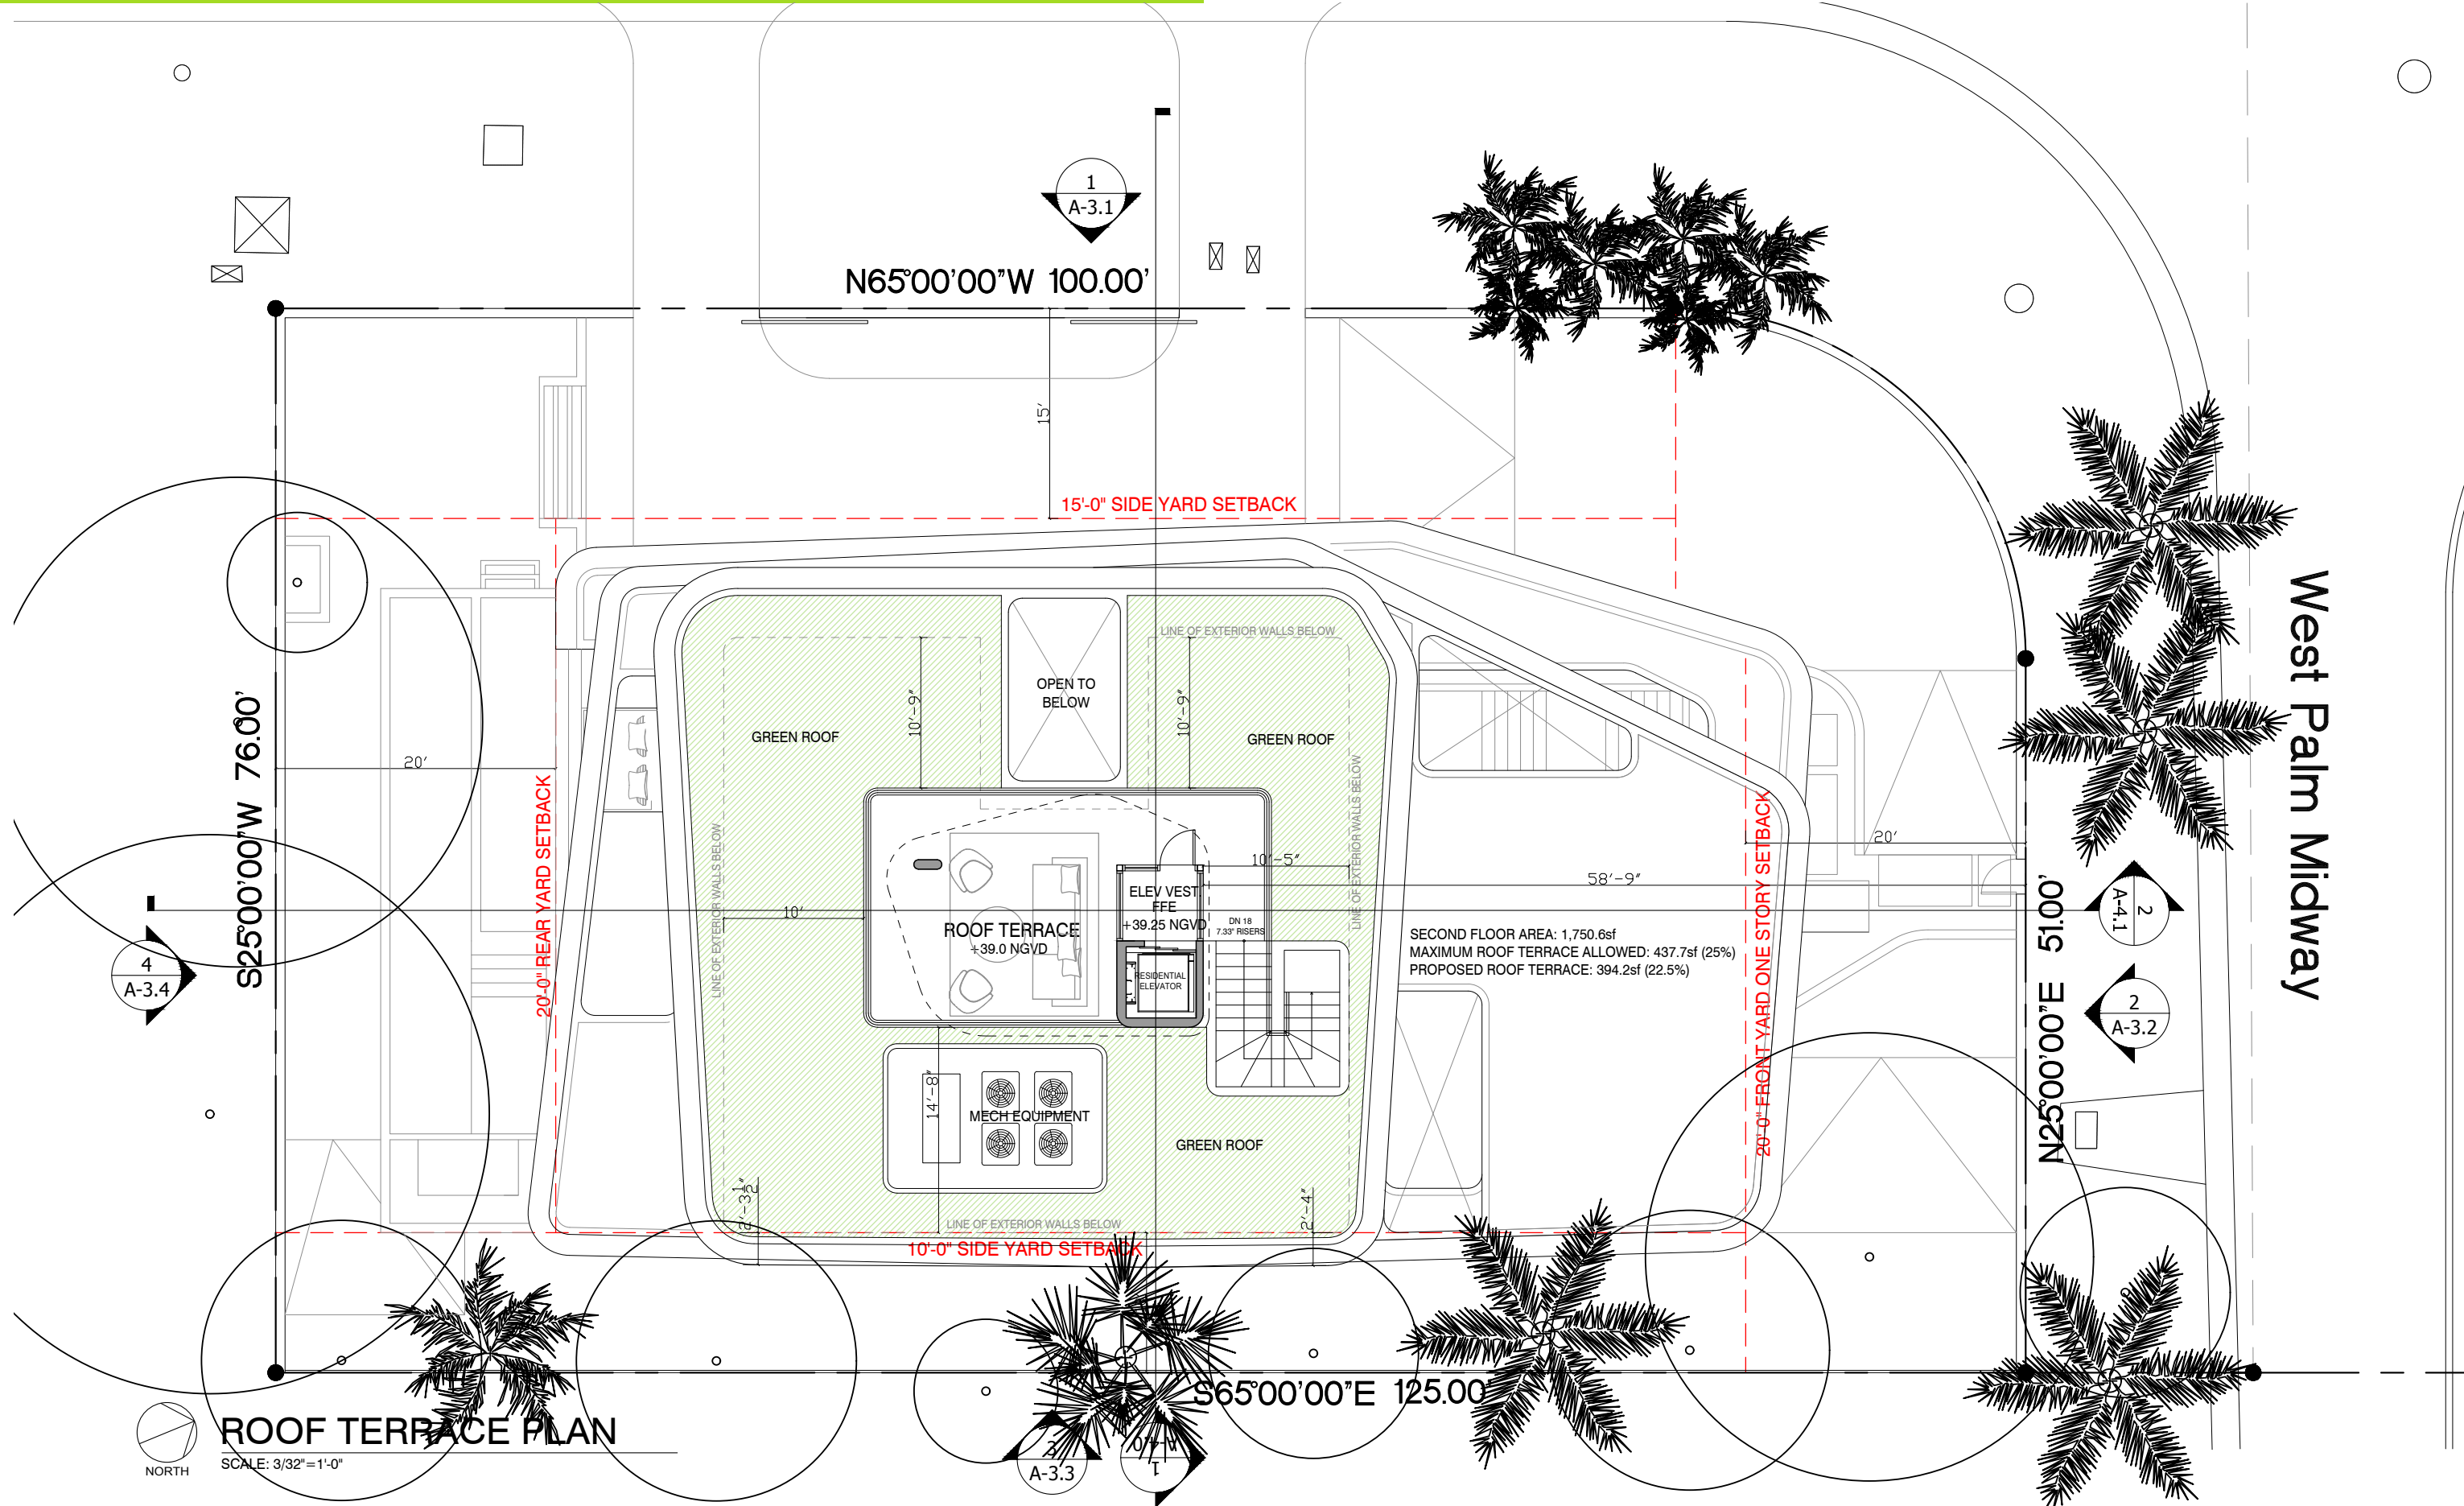 1
A-3.1
N65°00'00"W 100.00'
15'
15'-0" SIDE YARD SETBACK
LINE OF EXTERIOR WALLS BELOW
OPEN TO
BELOW
10'-9"
10'-9"
GREEN ROOF
GREEN ROOF
S25°00'00"W 76.00'
20'
20'-0" REAR YARD SETBACK
LINE OF EXTERIOR WALLS BELOW
LINE OF EXTERIOR WALLS BELOW
West Palm Midway
20'
20'-0" FRONT YARD ONE STORY SETBACK
10'-5"
58'-9"
ELEV VEST.
FFE
+39.25 NGVD
10'
ROOF TERRACE
+39.0 NGVD
DN 18
7.33" RISERS
SECOND FLOOR AREA: 1,750.6sf
MAXIMUM ROOF TERRACE ALLOWED: 437.7sf (25%)
PROPOSED ROOF TERRACE: 394.2sf (22.5%)
RESIDENTIAL
ELEVATOR
2
A-4.1
4
A-3.4
2
A-3.2
N25°00'00"E 51.00'
14'-8"
MECH EQUIPMENT
GREEN ROOF
2'-3 1/2"
2'-4"
LINE OF EXTERIOR WALLS BELOW
10'-0" SIDE YARD SETBACK
S65°00'00"E 125.00'
ROOF TERRACE PLAN
SCALE: 3/32"=1'-0"
NORTH
3
A-3.3
1
A-4.0